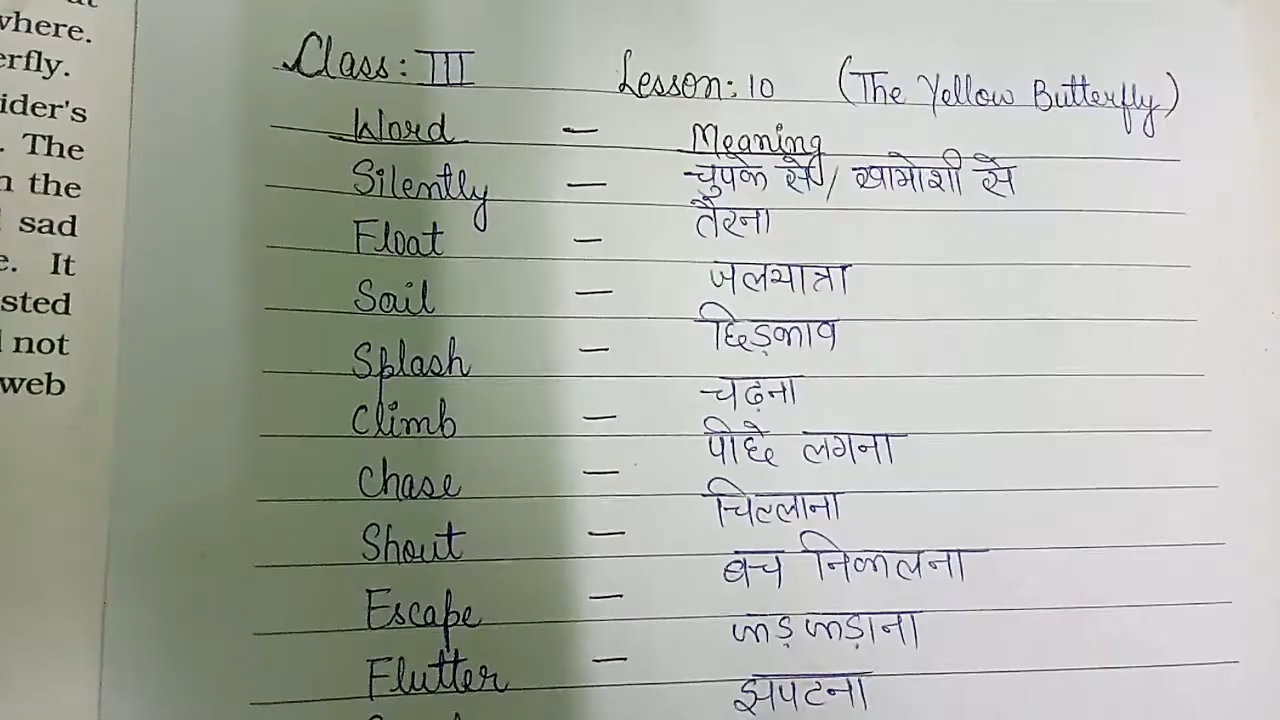 where.
erfly.
ider's
. The
n the
sad
e. It
sted
not
web
Class: III Lesson: 10 (The Yellow Butterfly)
Word - Meaning
Silently - चुपके से / खामोशी से
Float - तैरना
Sail - जलयात्रा
Splash - छिड़काव
Climb - चढ़ना
Chase - पीछे लगना
Shout - चिल्लाना
Escape - बच निकलना
Flutter - फड़फड़ाना
झपटना